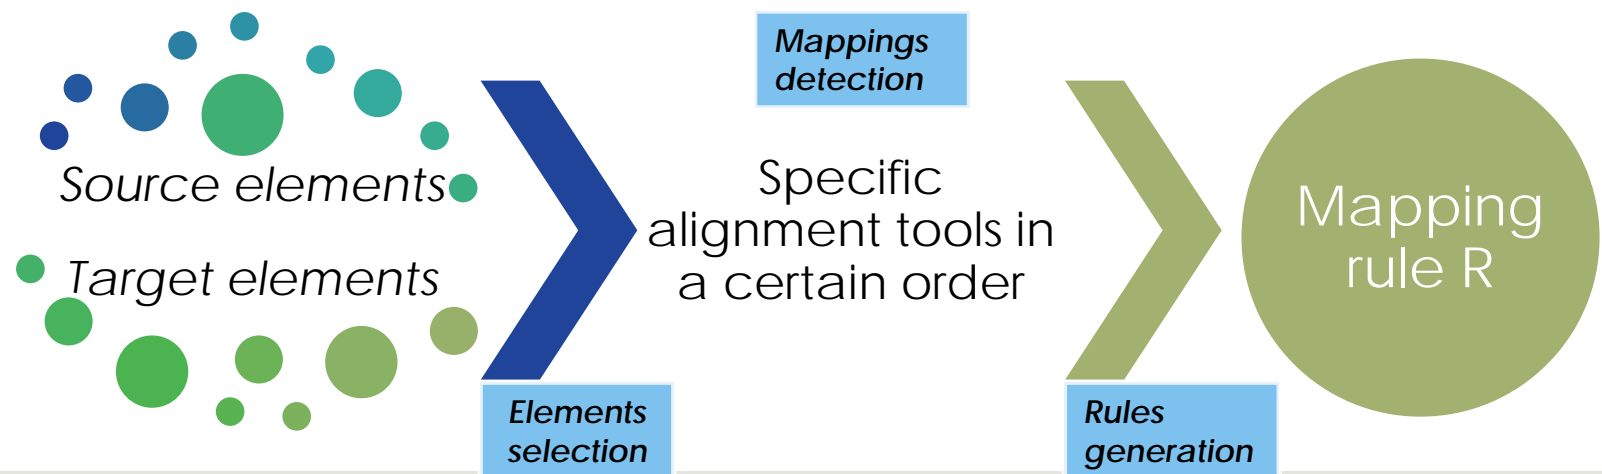 Source elements
Target elements
Elements
selection
Mappings
detection
Specific
alignment tools in
a certain order
Rules
generation
Mapping
rule R